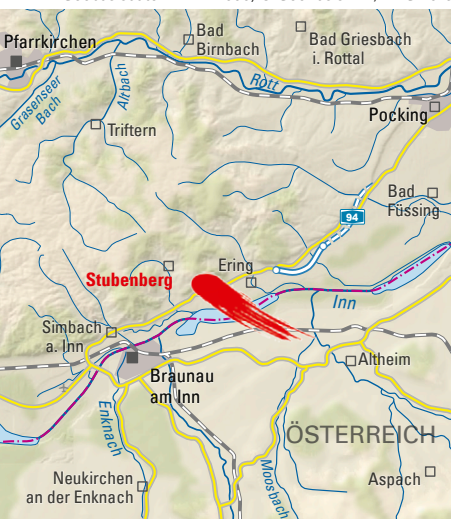 Bad
Birnbach
Bad Griesbach
i. Rottal
Pfarrkirchen
Rott
Altbach
Grasenseer
Bach
Pocking
Triftern
Bad
Füssing
94
Stubenberg
Ering
Inn
Simbach
a. Inn
Altheim
Braunau
am Inn
Enknach
ÖSTERREICH
Moosbach
Aspach
Neukirchen
an der Enknach